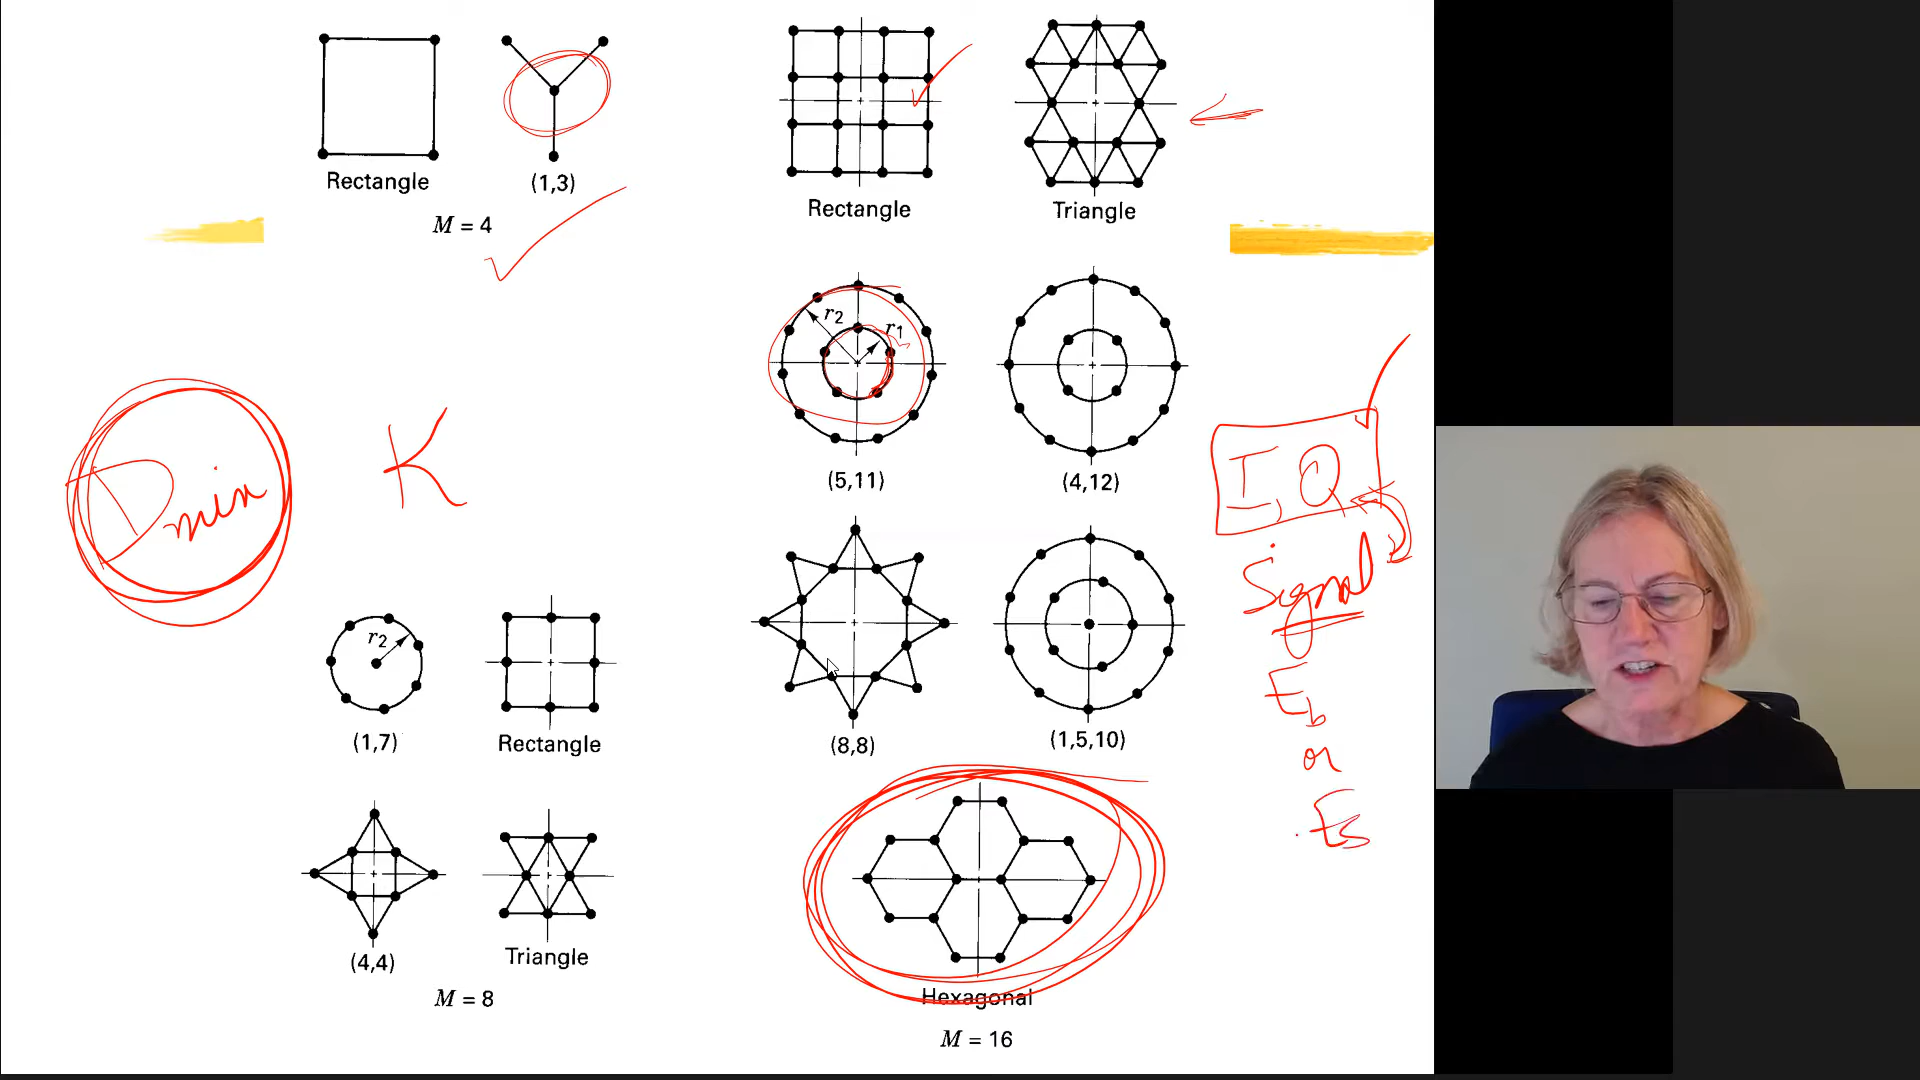 Rectangle
(1,3)
M = 4
Rectangle
Triangle
r2
r1
(5,11)
(4,12)
Dmin
K
I, Q
Signal
Eb
or
Es
r2
(1,7)
Rectangle
(8,8)
(1,5,10)
(4,4)
Triangle
M = 8
Hexagonal
M = 16